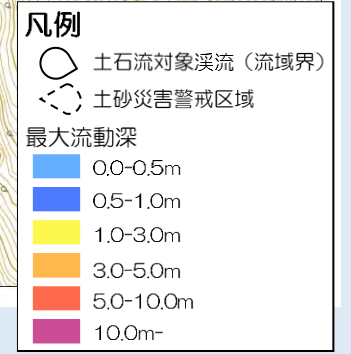 凡例
土石流対象渓流（流域界）
土砂災害警戒区域
最大流動深
0.0-0.5m
0.5-1.0m
1.0-3.0m
3.0-5.0m
5.0-10.0m
10.0m-